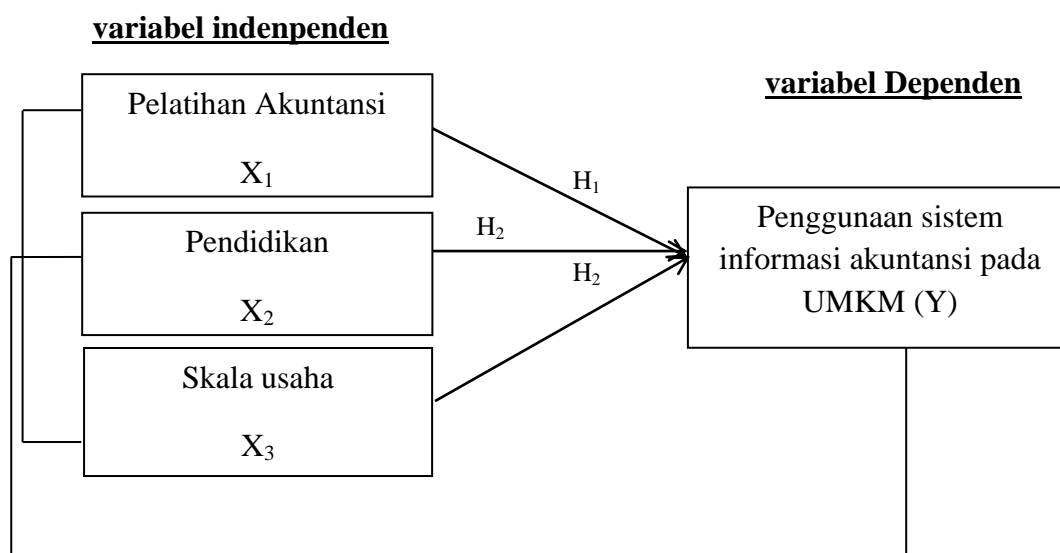 variabel indenpenden
variabel Dependen
Pelatihan Akuntansi
X₁
H₁
Pendidikan
X₂
H₂
H₂
Penggunaan sistem
informasi akuntansi pada
UMKM (Y)
Skala usaha
X₃